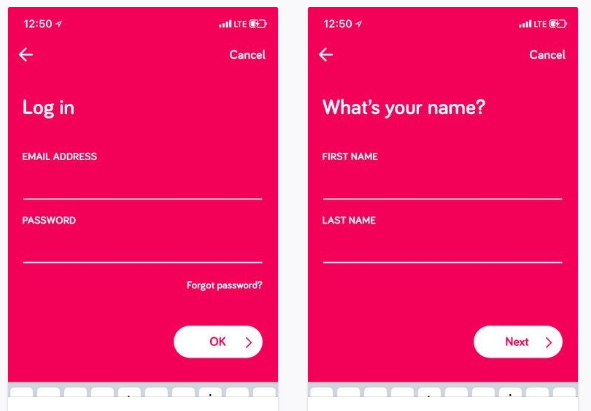 12:50
LTE
Cancel
Log in
EMAIL ADDRESS
PASSWORD
Forgot password?
OK
12:50
LTE
Cancel
What's your name?
FIRST NAME
LAST NAME
Next